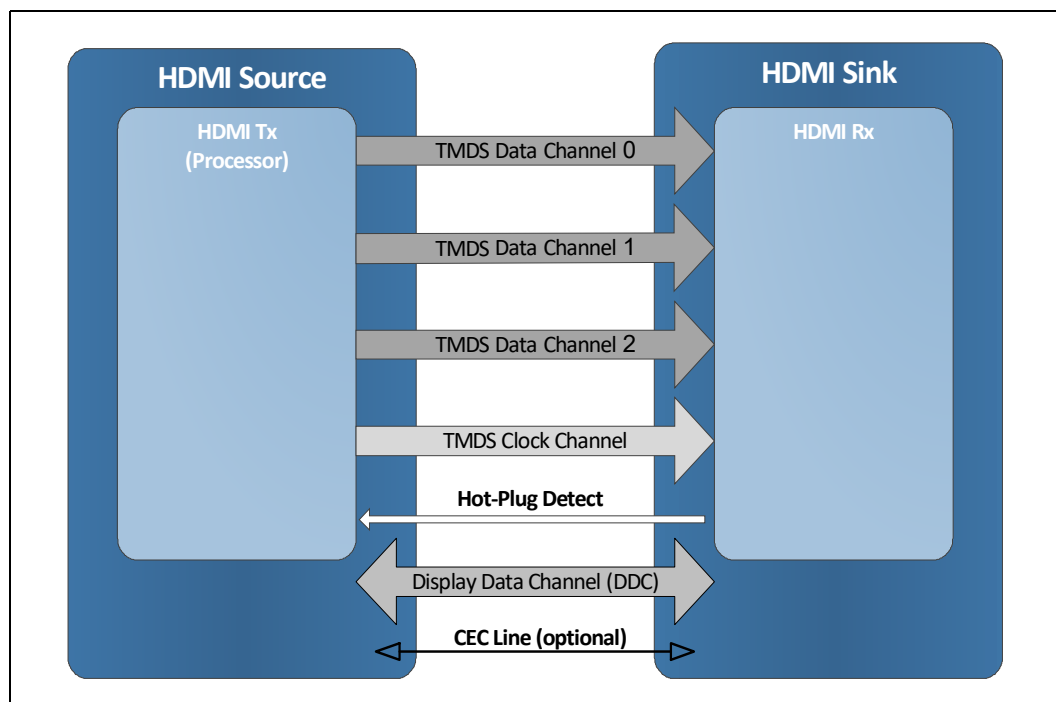 HDMI Source
HDMI Sink
HDMI Tx
(Processor)
HDMI Rx
TMDS Data Channel 0
TMDS Data Channel 1
TMDS Data Channel 2
TMDS Clock Channel
Hot-Plug Detect
Display Data Channel (DDC)
CEC Line (optional)